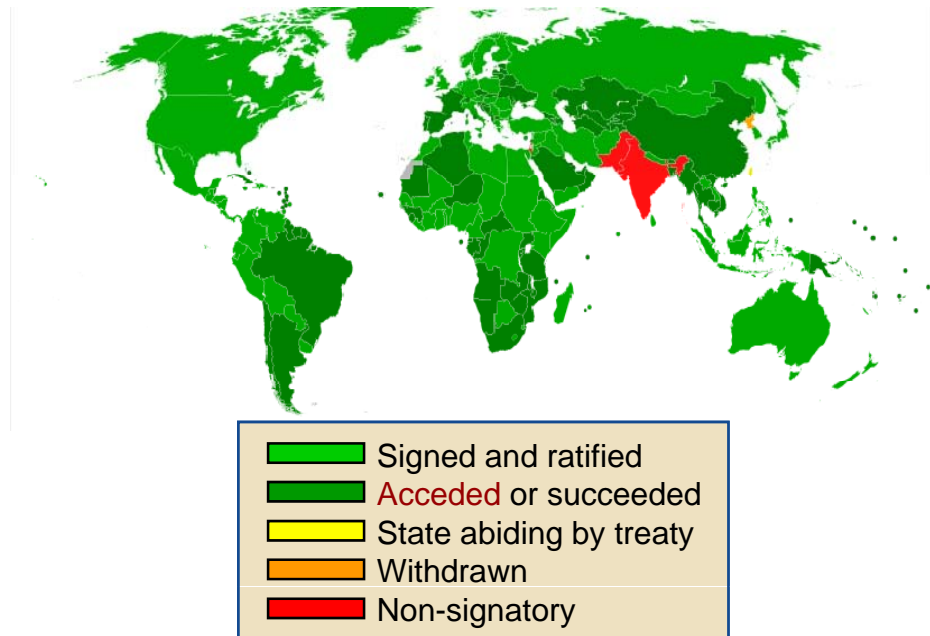 Signed and ratified
Acceded or succeeded
State abiding by treaty
Withdrawn
Non-signatory